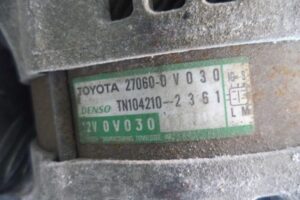 TOYOTA 27060-0V030
DENSO TN104210-2361
12V 0V030
L M